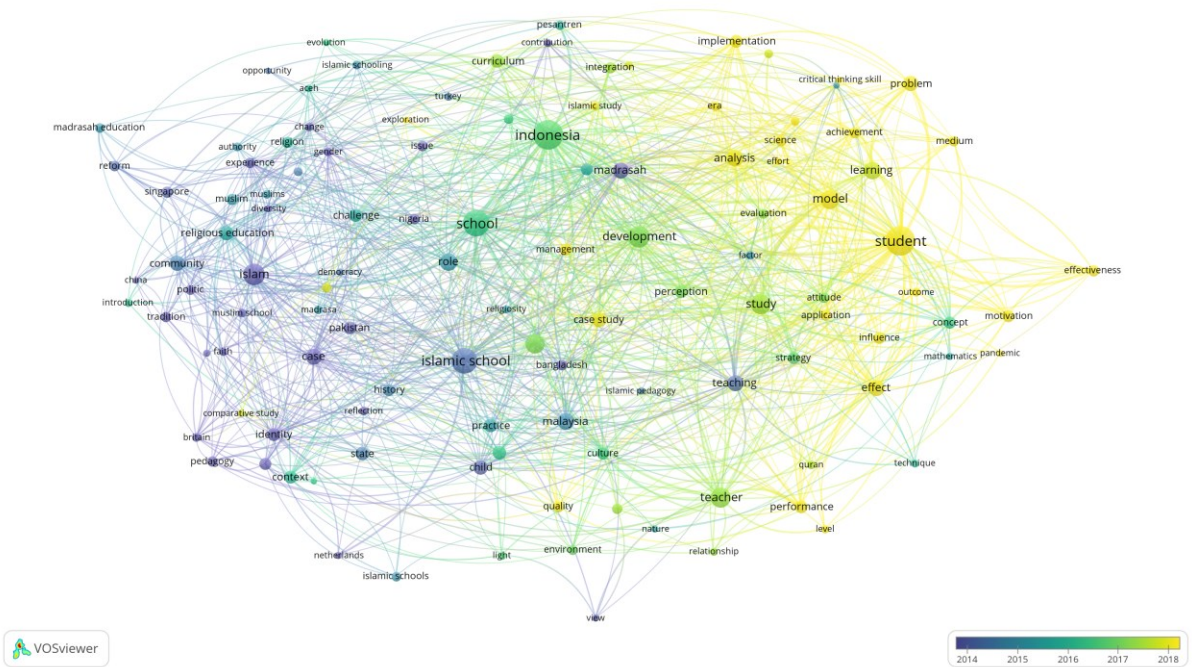 pesantren
evolution
contribution
implementation
opportunity
islamic schooling
curriculum
integration
critical thinking skill
problem
aceh
turkey
islamic study
era
madrasah education
change
exploration
indonesia
achievement
medium
authority
religion
issue
science
reform
experience
gender
madrasah
analysis
effort
learning
singapore
muslim
muslims
diversity
challenge
nigeria
school
evaluation
model
religious education
development
student
community
islam
democracy
role
management
factor
effectiveness
china
politic
perception
outcome
introduction
tradition
muslim school
madrasa
religiosity
case study
study
attitude
application
concept
motivation
pakistan
influence
faith
case
islamic school
bangladesh
strategy
mathematics
pandemic
history
islamic pedagogy
teaching
effect
comparative study
reflection
britain
identity
practice
malaysia
pedagogy
state
child
culture
quran
technique
context
quality
teacher
performance
nature
level
netherlands
light
environment
relationship
islamic schools
view
VOSviewer
2014 2015 2016 2017 2018